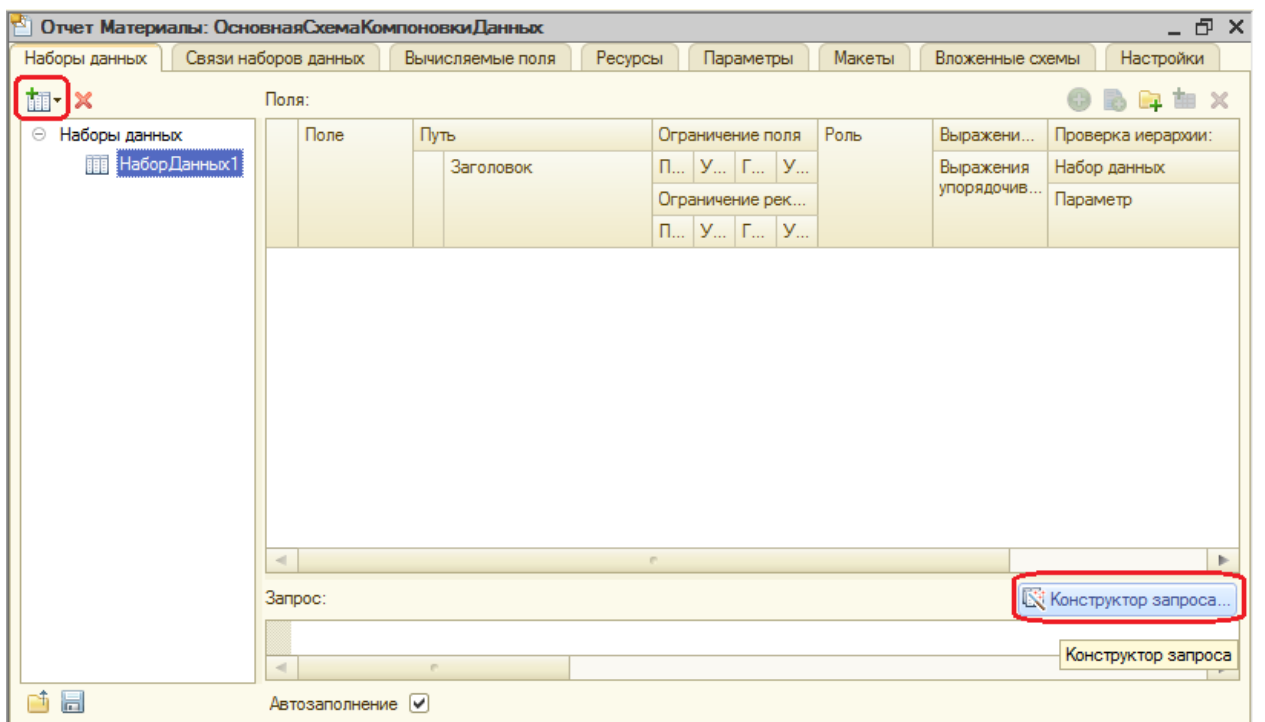 Отчет Материалы: ОсновнаяСхемаКомпоновкиДанных
Наборы данных Связи наборов данных Вычисляемые поля Ресурсы Параметры Макеты Вложенные схемы Настройки
Поля:
Наборы данных
НаборДанных1
Поле Путь Ограничение поля Роль Выражени... Проверка иерархии:
Заголовок П... У... Г... У... Выражения упорядочив... Набор данных
Ограничение рек... Параметр
П... У... Г... У...
Запрос: Конструктор запроса...
Конструктор запроса
Автозаполнение